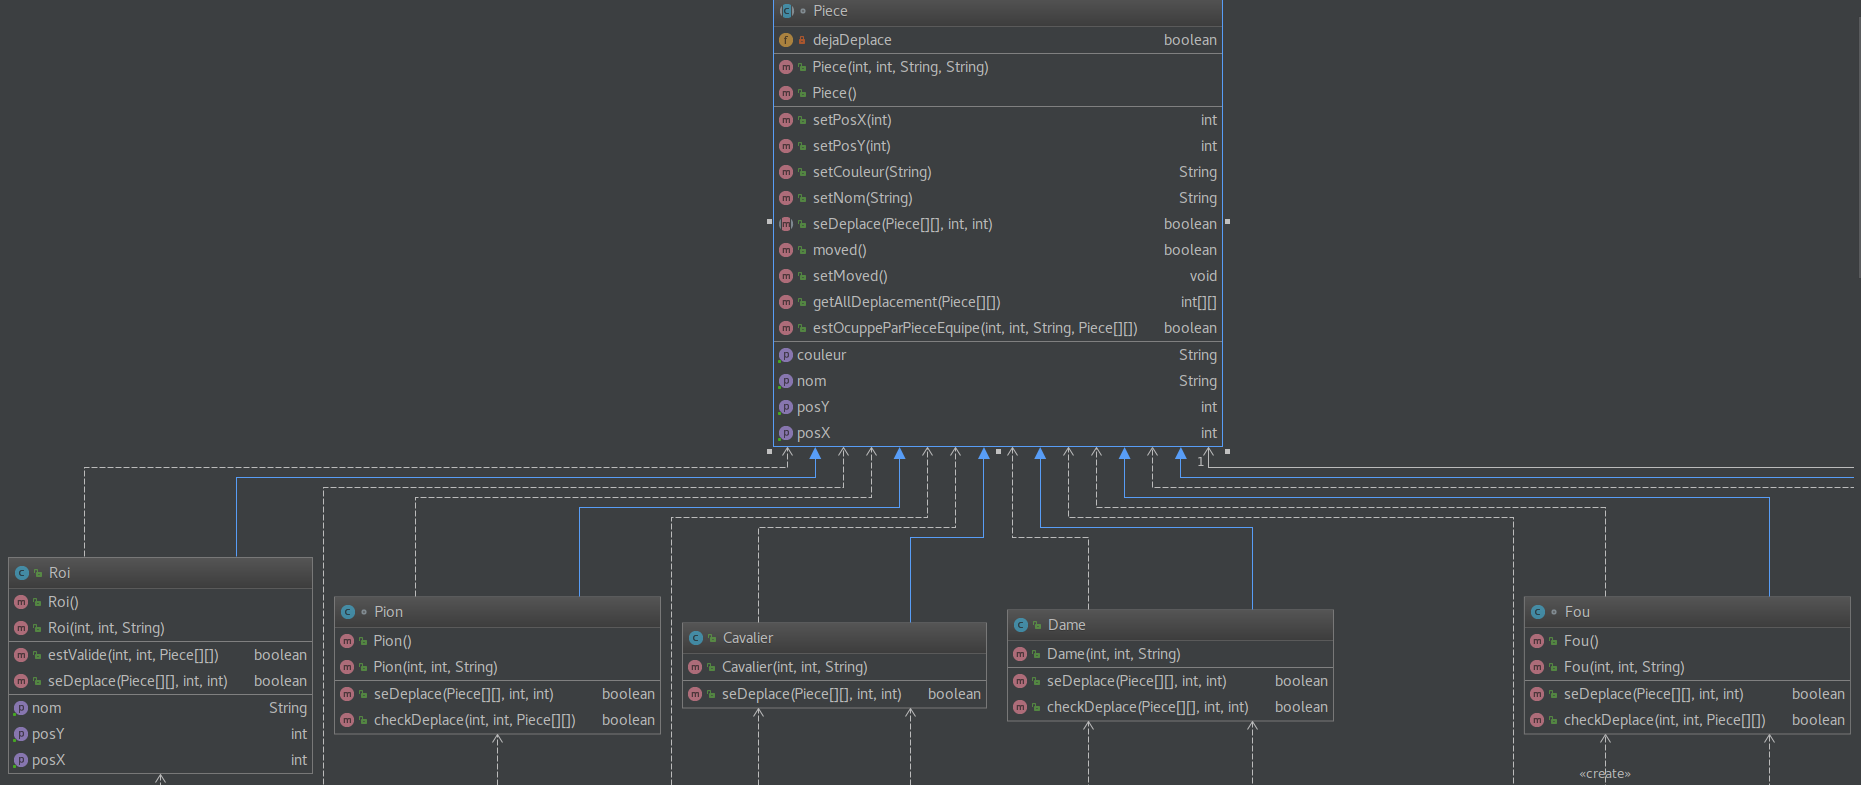 Piece
dejaDeplace boolean
Piece(int, int, String, String)
Piece()
setPosX(int) int
setPosY(int) int
setCouleur(String) String
setNom(String) String
seDeplace(Piece[][], int, int) boolean
moved() boolean
setMoved() void
getAllDeplacement(Piece[][]) int[][]
estOcuppeParPieceEquipe(int, int, String, Piece[][]) boolean
couleur String
nom String
posY int
posX int
1
Roi
Roi()
Roi(int, int, String)
estValide(int, int, Piece[][]) boolean
seDeplace(Piece[][], int, int) boolean
nom String
posY int
posX int
Pion
Pion()
Pion(int, int, String)
seDeplace(Piece[][], int, int) boolean
checkDeplace(int, int, Piece[][]) boolean
Cavalier
Cavalier(int, int, String)
seDeplace(Piece[][], int, int) boolean
Dame
Dame(int, int, String)
seDeplace(Piece[][], int, int) boolean
checkDeplace(Piece[][], int, int) boolean
Fou
Fou()
Fou(int, int, String)
seDeplace(Piece[][], int, int) boolean
checkDeplace(int, int, Piece[][]) boolean
«create»